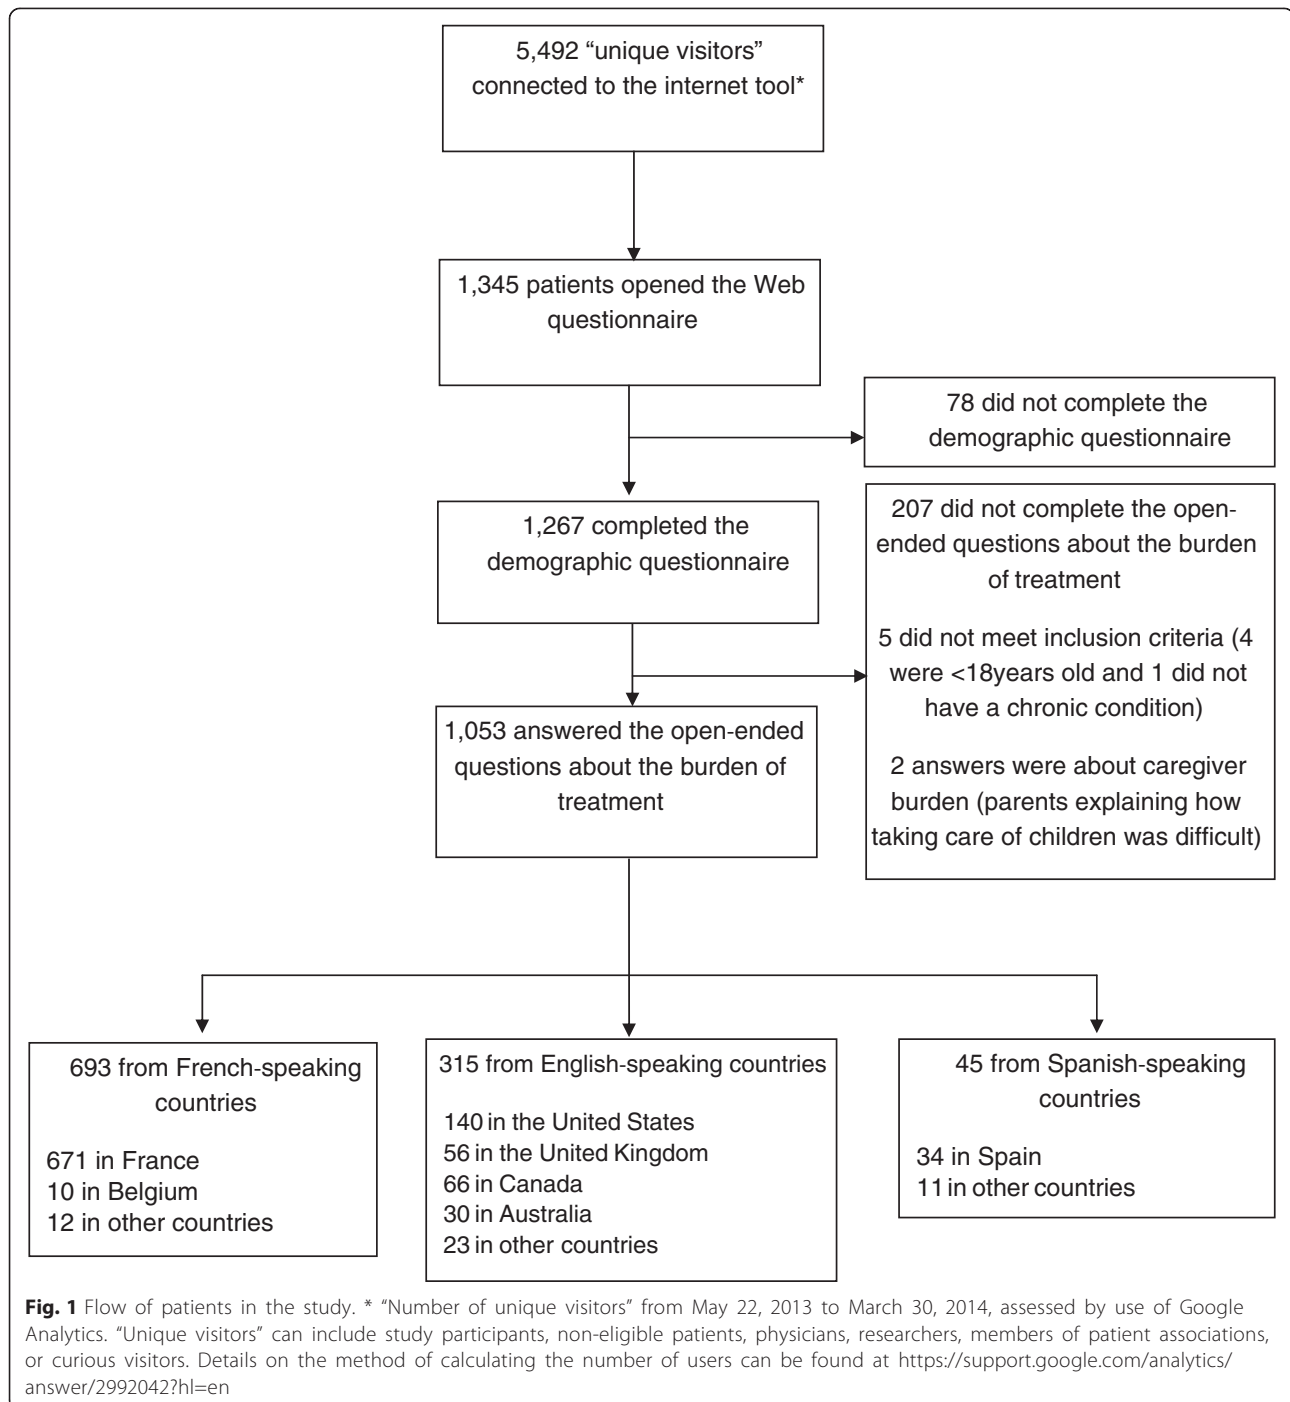 5,492 “unique visitors”
connected to the internet tool*
1,345 patients opened the Web
questionnaire
78 did not complete the
demographic questionnaire
1,267 completed the
demographic questionnaire
207 did not complete the open-
ended questions about the burden
of treatment
5 did not meet inclusion criteria (4
were <18years old and 1 did not
have a chronic condition)
2 answers were about caregiver
burden (parents explaining how
taking care of children was difficult)
1,053 answered the open-ended
questions about the burden of
treatment
693 from French-speaking
countries
671 in France
10 in Belgium
12 in other countries
315 from English-speaking countries
140 in the United States
56 in the United Kingdom
66 in Canada
30 in Australia
23 in other countries
45 from Spanish-speaking
countries
34 in Spain
11 in other countries
Fig. 1 Flow of patients in the study. * “Number of unique visitors” from May 22, 2013 to March 30, 2014, assessed by use of Google
Analytics. “Unique visitors” can include study participants, non-eligible patients, physicians, researchers, members of patient associations,
or curious visitors. Details on the method of calculating the number of users can be found at https://support.google.com/analytics/
answer/2992042?hl=en